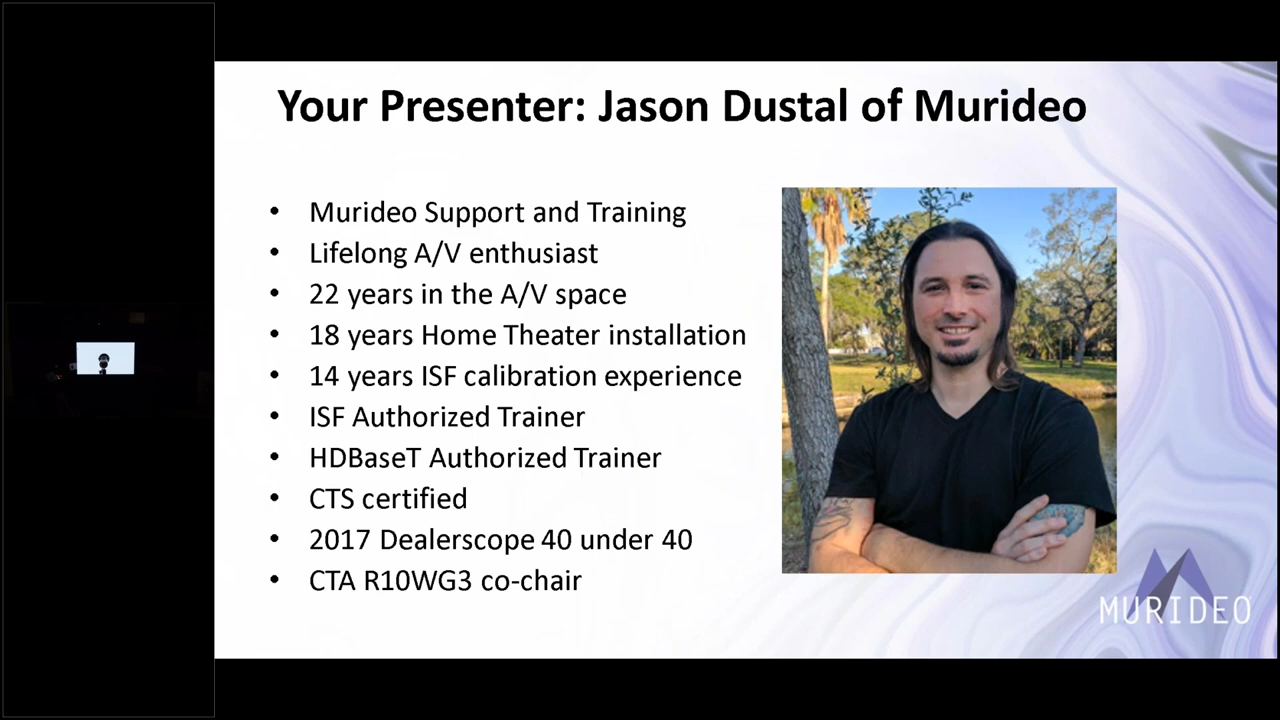 Your Presenter: Jason Dustal of Murideo
• Murideo Support and Training
• Lifelong A/V enthusiast
• 22 years in the A/V space
• 18 years Home Theater installation
• 14 years ISF calibration experience
• ISF Authorized Trainer
• HDBaseT Authorized Trainer
• CTS certified
• 2017 Dealerscope 40 under 40
• CTA R10WG3 co-chair
MURIDEO